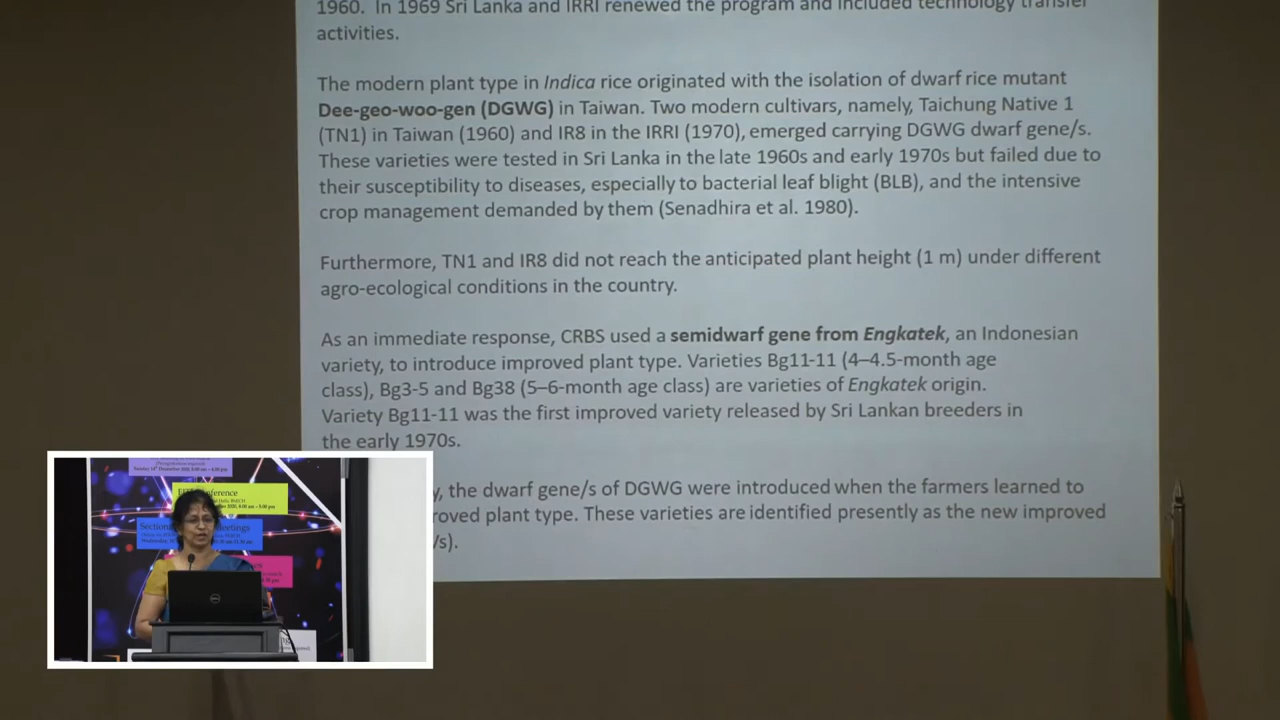 1960. In 1969 Sri Lanka and IRRI renewed the program and included technology transfer
activities.
The modern plant type in Indica rice originated with the isolation of dwarf rice mutant
Dee-geo-woo-gen (DGWG) in Taiwan. Two modern cultivars, namely, Taichung Native 1
(TN1) in Taiwan (1960) and IR8 in the IRRI (1970), emerged carrying DGWG dwarf gene/s.
These varieties were tested in Sri Lanka in the late 1960s and early 1970s but failed due to
their susceptibility to diseases, especially to bacterial leaf blight (BLB), and the intensive
crop management demanded by them (Senadhira et al. 1980).
Furthermore, TN1 and IR8 did not reach the anticipated plant height (1 m) under different
agro-ecological conditions in the country.
As an immediate response, CRBS used a semidwarf gene from Engkatek, an Indonesian
variety, to introduce improved plant type. Varieties Bg11-11 (4–4.5-month age
class), Bg3-5 and Bg38 (5–6-month age class) are varieties of Engkatek origin.
Variety Bg11-11 was the first improved variety released by Sri Lankan breeders in
the early 1970s.
y, the dwarf gene/s of DGWG were introduced when the farmers learned to
roved plant type. These varieties are identified presently as the new improved
/s).
Sectional
DELL